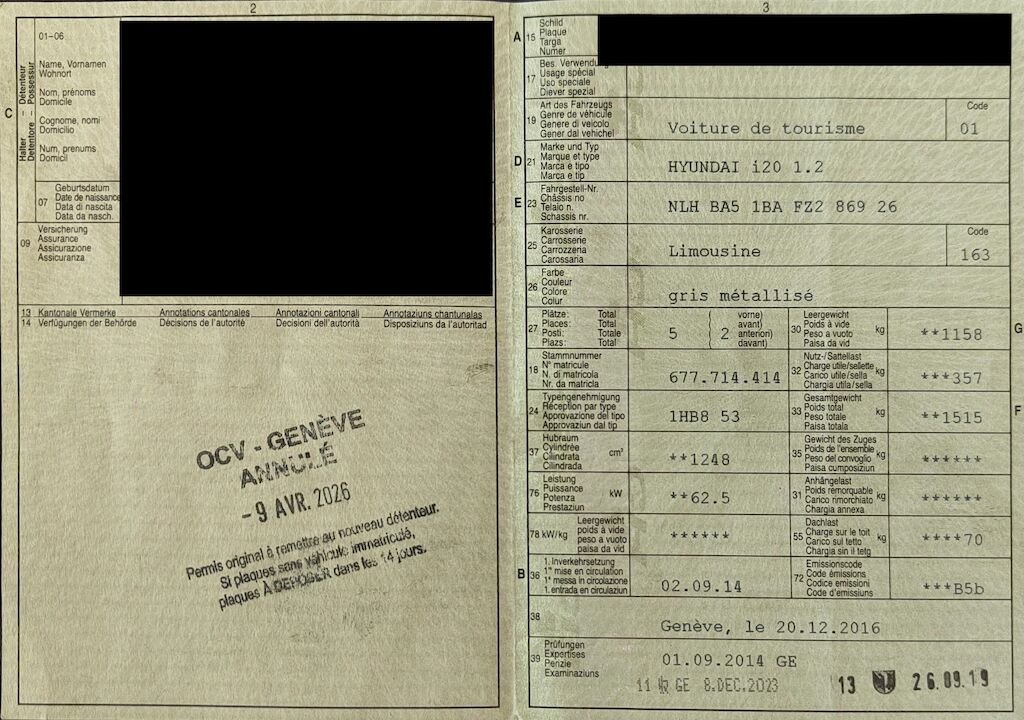 2
01-06
Name, Vornamen
Wohnort
Nom, prénoms
Domicile
Cognome, nomi
Domicilio
Num, prenums
Domicil
C
Halter – Détenteur
Detentore – Possessur
07
Geburtsdatum
Date de naissance
Data di nascita
Data da nasch.
09
Versicherung
Assurance
Assicurazione
Assicuranza
13 Kantonale Vermerke Annotations cantonales Annotazioni cantonali Annotaziuns chantunalas
14 Verfügungen der Behörde Décisions de l'autorité Decisioni dell'autorità Disposiziuns da l'autoritad
OCV - GENÈVE
ANNULÉ
- 9 AVR. 2026
Permis original à remettre au nouveau détenteur.
Si plaques sans véhicule immatriculé,
plaques À DEPOSER dans les 14 jours.
3
A 15
Schild
Plaque
Targa
Numer
17
Bes. Verwendung
Usage spécial
Uso speciale
Diever spezial
19
Art des Fahrzeugs
Genre de véhicule
Genere di veicolo
Gener dal vehichel
Voiture de tourisme
Code
01
D 21
Marke und Typ
Marque et type
Marca e tipo
Marca e tip
HYUNDAI i20 1.2
E 23
Fahrgestell-Nr.
Châssis no
Telaio n.
Schassis nr.
NLH BA5 1BA FZ2 869 26
25
Karosserie
Carrosserie
Carrozzeria
Carossaria
Limousine
Code
163
26
Farbe
Couleur
Colore
Colur
gris métallisé
27
Plätze: Total
Places: Total
Posti: Totale
Plazs: Total
5
( vorne)
( avant)
2 anterion)
( davant)
30
Leergewicht
Poids à vide
Peso a vuoto
Paisa da vid
kg
**1158
G
18
Stammnummer
N° matricule
N. di matricola
Nr. da matricla
677.714.414
32
Nutz-/Sattellast
Charge utile/sellette
Carico utile/sella
Chargia utila/sella
kg
***357
24
Typengenehmigung
Réception par type
Approvazione del tipo
Approvaziun dal tip
1HB8 53
33
Gesamtgewicht
Poids total
Peso totale
Paisa totala
kg
**1515
F
37
Hubraum
Cylindrée
Cilindrata
Cilindrada
cm³
**1248
35
Gewicht des Zuges
Poids de l'ensemble
Peso del convoglio
Paisa cumposiziun
kg
******
76
Leistung
Puissance
Potenza
Prestaziun
kW
**62.5
31
Anhängelast
Poids remorquable
Carico rimorchiato
Chargia annexa
kg
******
78 kW/kg
Leergewicht
poids à vide
peso a vuoto
paisa da vid
******
55
Dachlast
Charge sur le toit
Carico sul tetto
Chargia sin il tetg
kg
****70
B 36
1. Inverkehrsetzung
1re mise en circulation
1a messa in circolazione
1. entrada en circulaziun
02.09.14
72
Emissionscode
Code émissions
Codice emissioni
Code d'emissiuns
***B5b
38
Genève, le 20.12.2016
39
Prüfungen
Expertises
Perizie
Examinaziuns
01.09.2014 GE
11 GE 8.DEC.2023
13 26.09.19